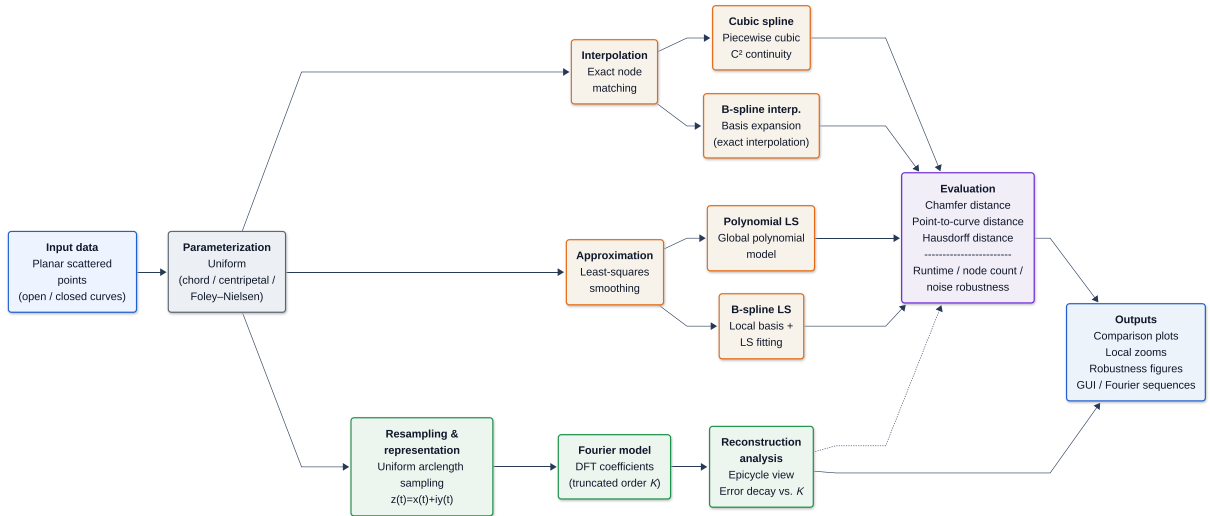 Input data
Planar scattered
points
(open / closed curves)
Parameterization
Uniform
(chord / centripetal /
Foley–Nielsen)
Interpolation
Exact node
matching
Cubic spline
Piecewise cubic
C² continuity
B-spline interp.
Basis expansion
(exact interpolation)
Approximation
Least-squares
smoothing
Polynomial LS
Global polynomial
model
B-spline LS
Local basis +
LS fitting
Resampling &
representation
Uniform arclength
sampling
z(t)=x(t)+iy(t)
Fourier model
DFT coefficients
(truncated order K)
Reconstruction
analysis
Epicycle view
Error decay vs. K
Evaluation
Chamfer distance
Point-to-curve distance
Hausdorff distance
------------------------
Runtime / node count /
noise robustness
Outputs
Comparison plots
Local zooms
Robustness figures
GUI / Fourier sequences